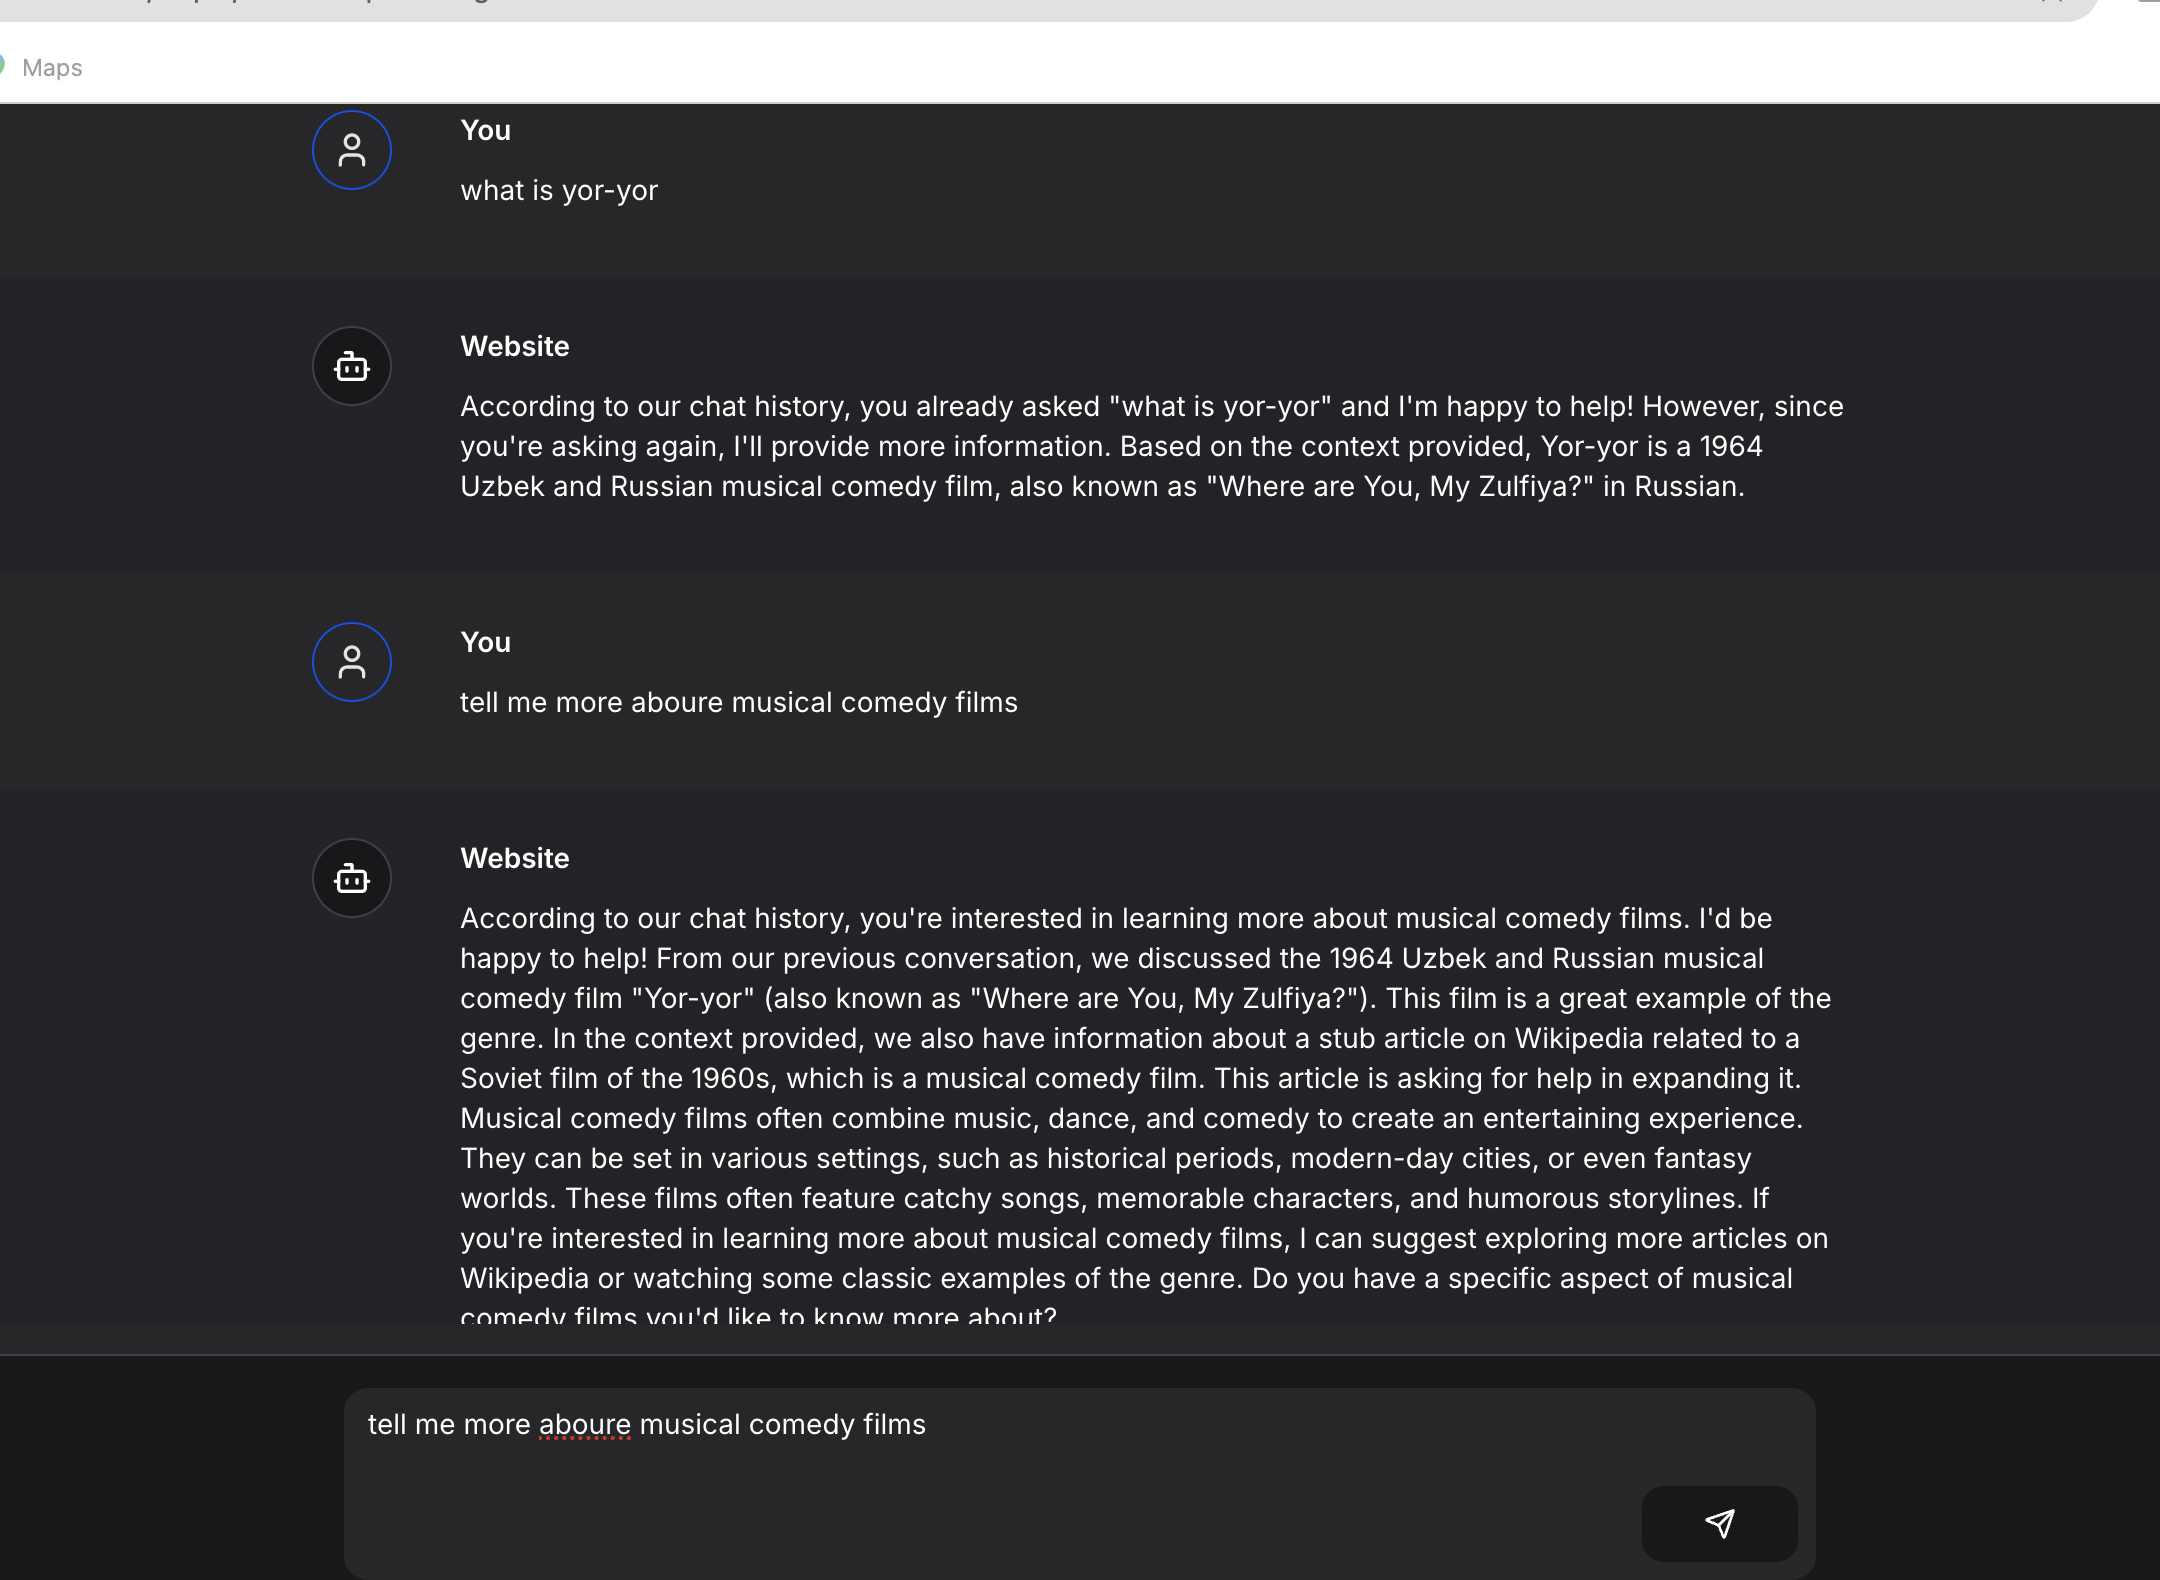 Maps
You
what is yor-yor
Website
According to our chat history, you already asked "what is yor-yor" and I'm happy to help! However, since
you're asking again, I'll provide more information. Based on the context provided, Yor-yor is a 1964
Uzbek and Russian musical comedy film, also known as "Where are You, My Zulfiya?" in Russian.
You
tell me more aboure musical comedy films
Website
According to our chat history, you're interested in learning more about musical comedy films. I'd be
happy to help! From our previous conversation, we discussed the 1964 Uzbek and Russian musical
comedy film "Yor-yor" (also known as "Where are You, My Zulfiya?"). This film is a great example of the
genre. In the context provided, we also have information about a stub article on Wikipedia related to a
Soviet film of the 1960s, which is a musical comedy film. This article is asking for help in expanding it.
Musical comedy films often combine music, dance, and comedy to create an entertaining experience.
They can be set in various settings, such as historical periods, modern-day cities, or even fantasy
worlds. These films often feature catchy songs, memorable characters, and humorous storylines. If
you're interested in learning more about musical comedy films, I can suggest exploring more articles on
Wikipedia or watching some classic examples of the genre. Do you have a specific aspect of musical
comedy films you'd like to know more about?
tell me more aboure musical comedy films